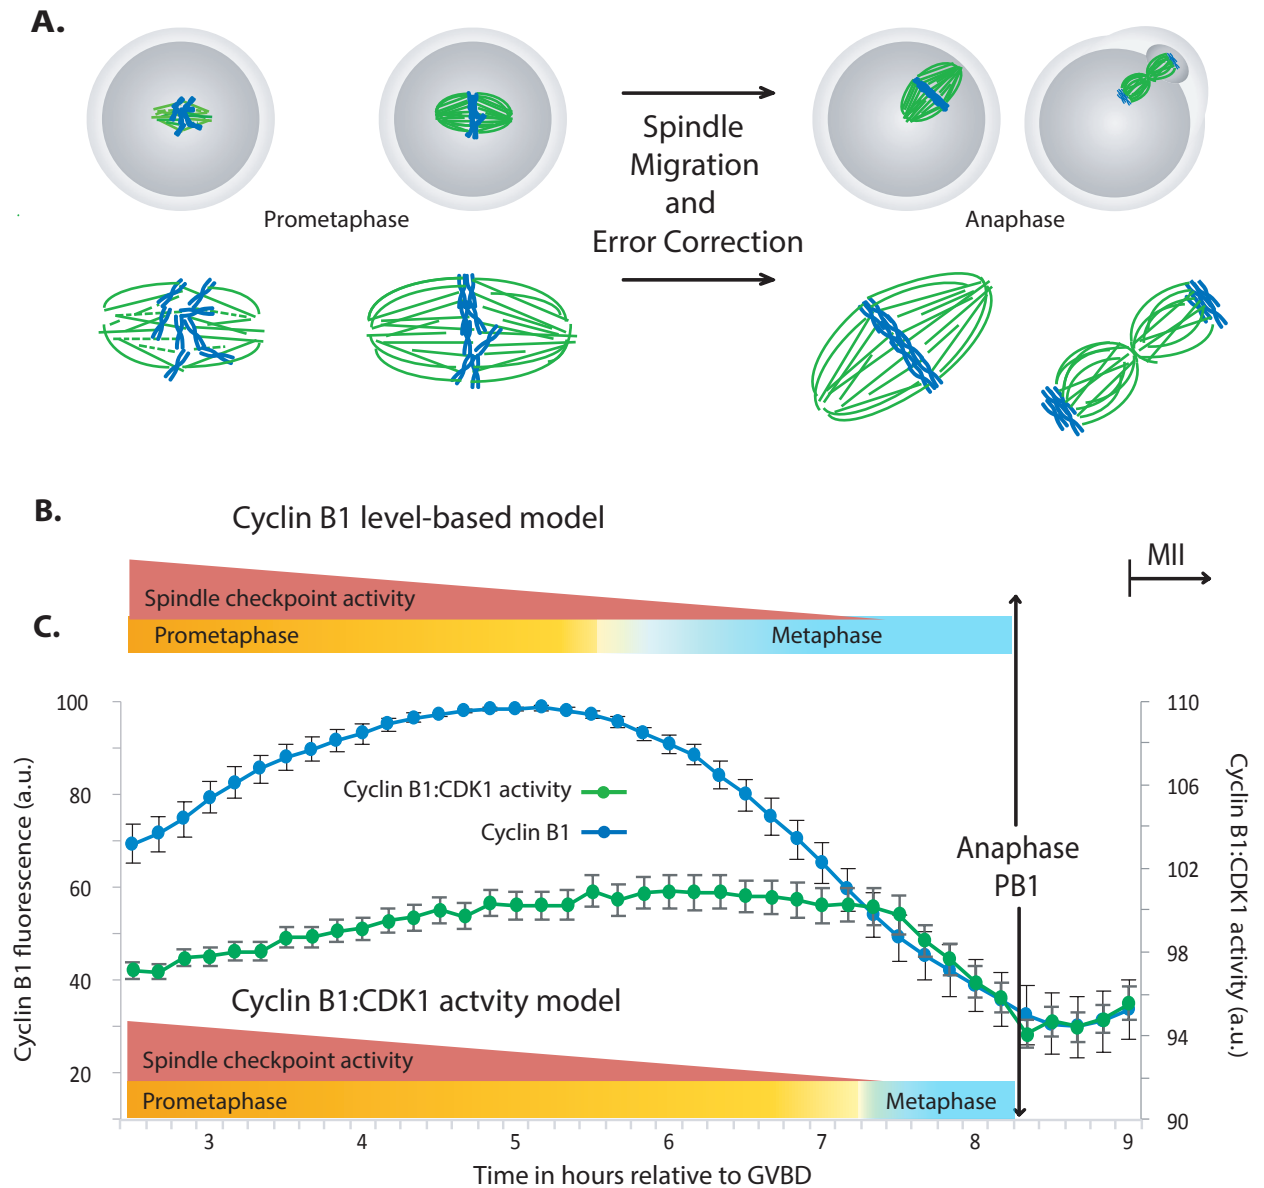 A.
Spindle
Migration
and
Error Correction
Prometaphase
Anaphase
B.
Cyclin B1 level-based model
MII
Spindle checkpoint activity
C.
Prometaphase
Metaphase
100
80
60
40
20
Cyclin B1 fluorescence (a.u.)
110
106
102
98
94
90
Cyclin B1:CDK1 activity (a.u.)
Cyclin B1:CDK1 activity
Cyclin B1
Anaphase
PB1
Cyclin B1:CDK1 actvity model
Spindle checkpoint activity
Prometaphase
Metaphase
3 4 5 6 7 8 9
Time in hours relative to GVBD